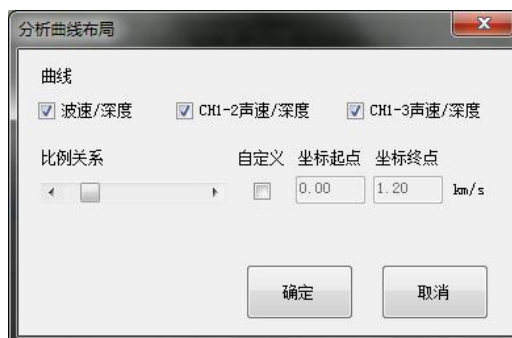 分析曲线布局
曲线
波速/深度 CH1-2声速/深度 CH1-3声速/深度
比例关系 自定义 坐标起点 坐标终点
0.00 1.20 km/s
确定 取消